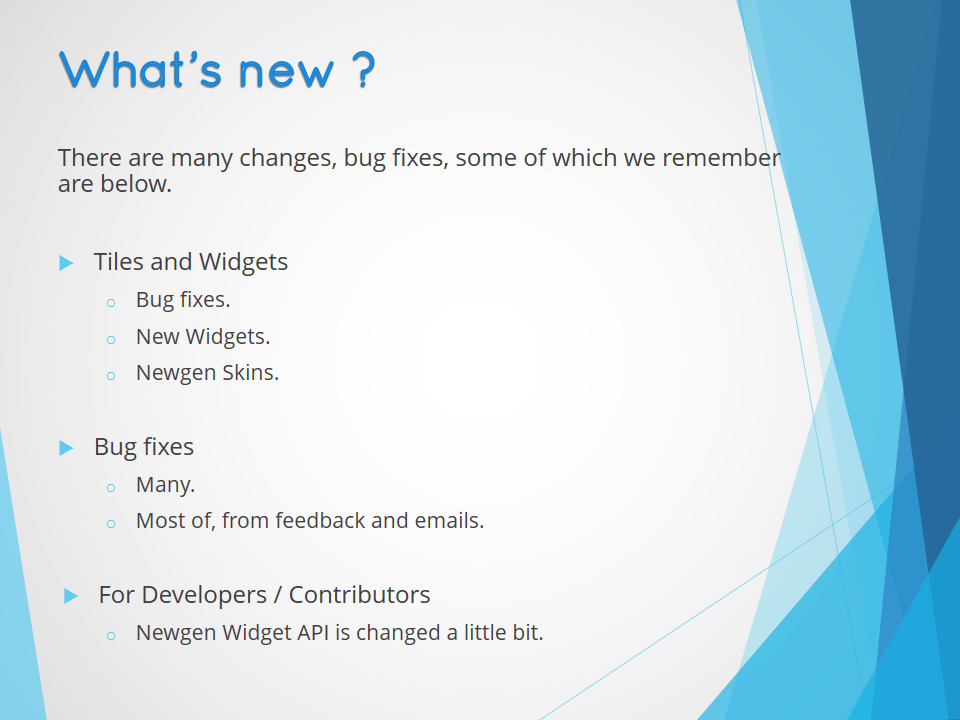 What's new ?
There are many changes, bug fixes, some of which we remember
are below.
Tiles and Widgets
Bug fixes.
New Widgets.
Newgen Skins.
Bug fixes
Many.
Most of, from feedback and emails.
For Developers / Contributors
Newgen Widget API is changed a little bit.